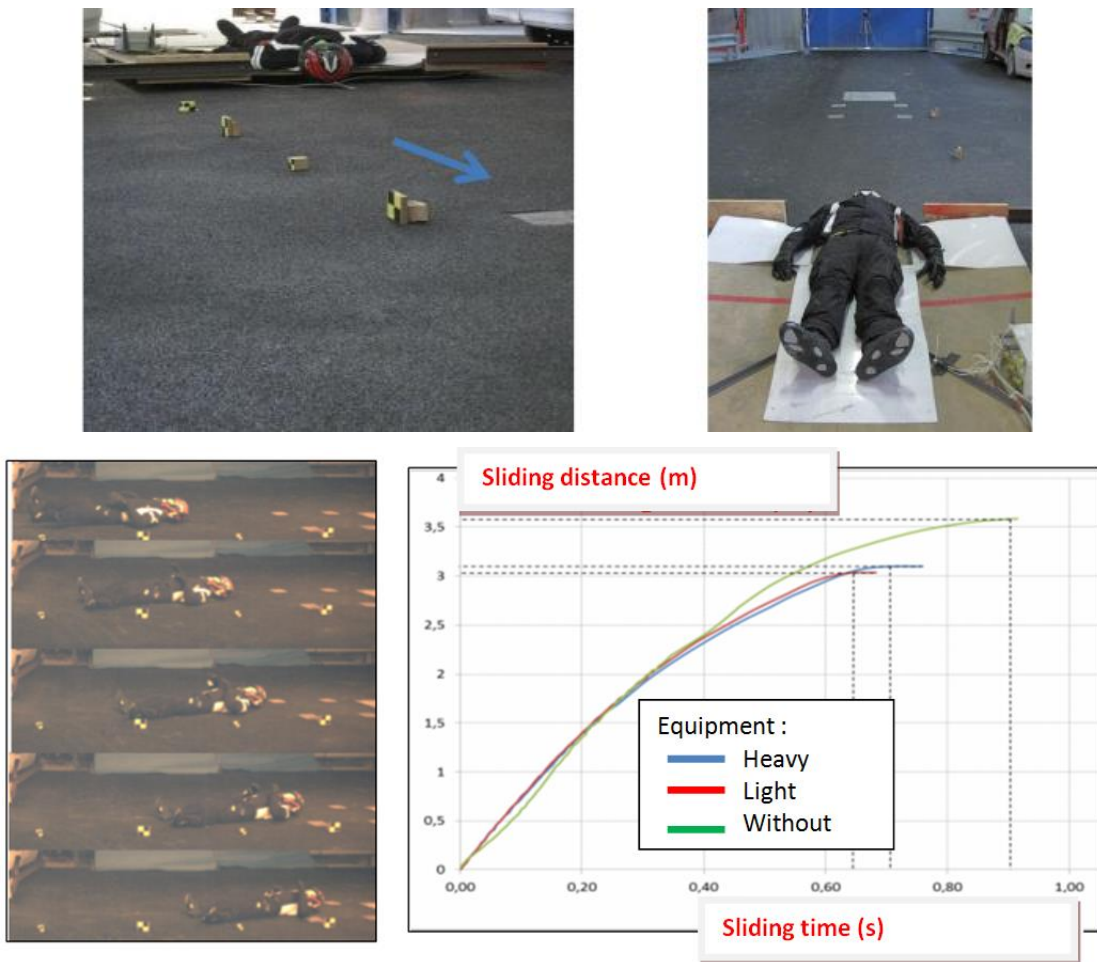 Sliding distance (m)
4
3,5
3
2,5
2
1,5
1
0,5
0
Equipment :
Heavy
Light
Without
0,00 0,20 0,40 0,60 0,80 1,00
Sliding time (s)